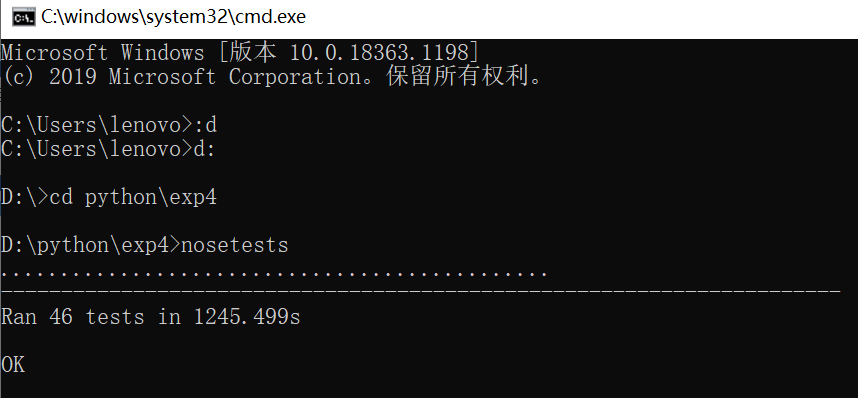 C:\windows\system32\cmd.exe
Microsoft Windows [版本 10.0.18363.1198]
(c) 2019 Microsoft Corporation。保留所有权利。
C:\Users\lenovo>:d
C:\Users\lenovo>d:
D:\>cd python\exp4
D:\python\exp4>nosetests
..............................................
----------------------------------------------------------------------
Ran 46 tests in 1245.499s
OK